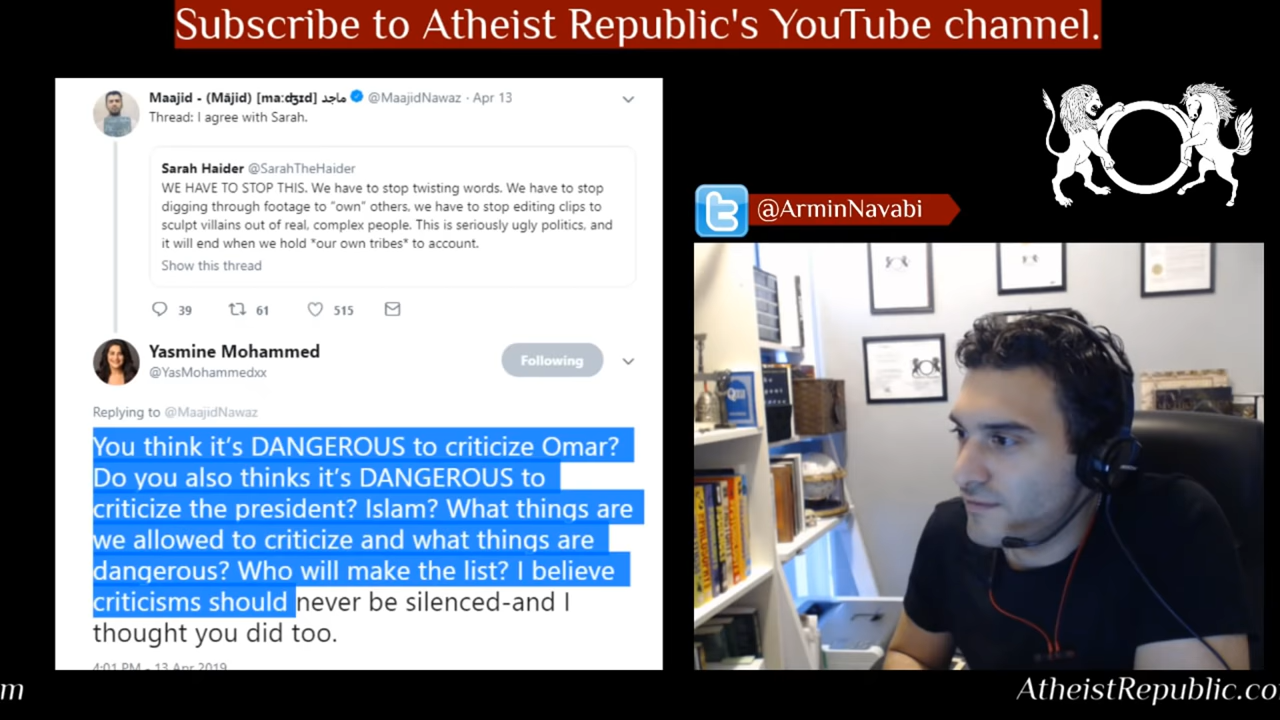 Subscribe to Atheist Republic's YouTube channel.
Maajid - (Mājid) [maːʤɪd] ماجد @MaajidNawaz · Apr 13
Thread: I agree with Sarah.
Sarah Haider @SarahTheHaider
WE HAVE TO STOP THIS. We have to stop twisting words. We have to stop
digging through footage to "own" others, we have to stop editing clips to
sculpt villains out of real, complex people. This is seriously ugly politics, and
it will end when we hold *our own tribes* to account.
Show this thread
39 61 515
Yasmine Mohammed
@YasMohammedxx
Following
Replying to @MaajidNawaz
You think it's DANGEROUS to criticize Omar?
Do you also thinks it's DANGEROUS to
criticize the president? Islam? What things are
we allowed to criticize and what things are
dangerous? Who will make the list? I believe
criticisms should never be silenced-and I
thought you did too.
4:01 PM - 13 Apr 2019
@ArminNavabi
m
AtheistRepublic.co